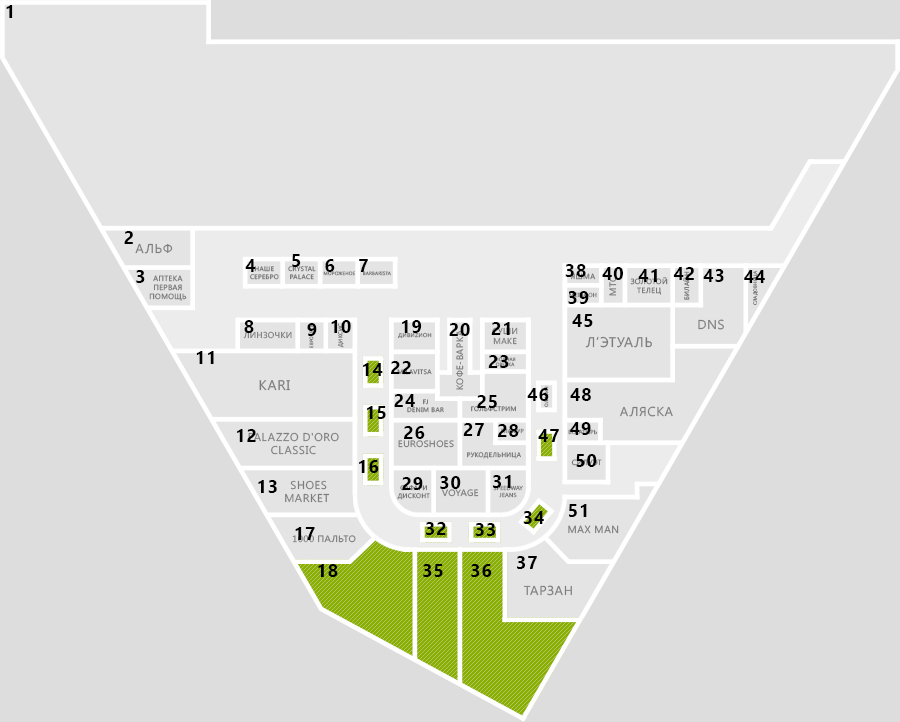 1
2
АЛЬФ
3
АПТЕКА
ПЕРВАЯ
ПОМОЩЬ
4
НАШЕ
СЕРЕБРО
5
CRYSTAL
PALACE
6
МОРОЖЕНОЕ
7
BARBARISTA
8
ЛИНЗОЧКИ
9
10
11
KARI
12
PALAZZO D'ORO
CLASSIC
13
SHOES
MARKET
14
15
16
17
1000 ПАЛЬТО
18
19
ДИВИZИОН
20
КОФЕ-ВАРКА
21
МАКЕ
22
23
24
FJ
DENIM BAR
25
ГОЛЬФСТРИМ
26
EUROSHOES
27
28
РУКОДЕЛЬНИЦА
29
ДИСКОНТ
30
VOYAGE
31
SPEEDWAY
JEANS
32
33
34
35
36
37
ТАРЗАН
38
39
40
МТС
41
ЗОЛОТОЙ
ТЕЛЕЦ
42
43
DNS
44
45
Л'ЭТУАЛЬ
46
47
48
АЛЯСКА
49
50
51
MAX MAN